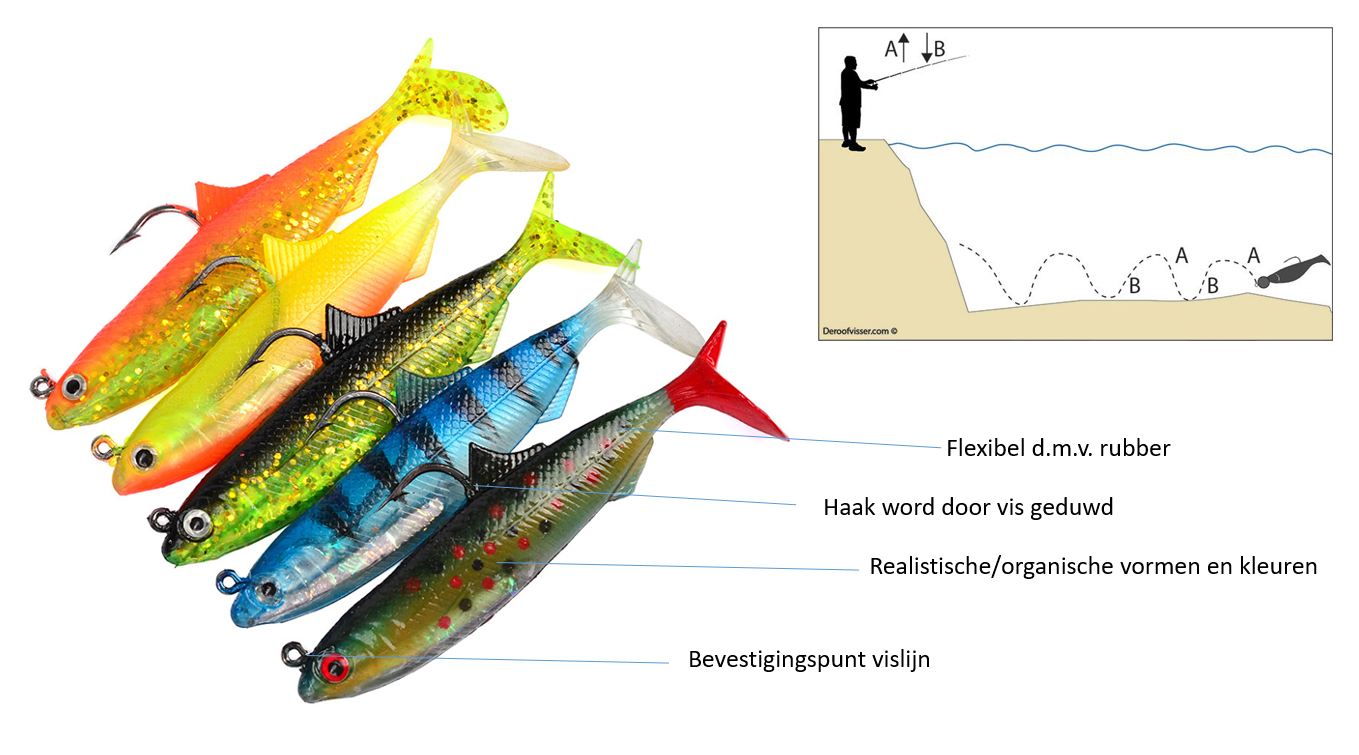 A B
A A
B B
Deroofvisser.com ©
Flexibel d.m.v. rubber
Haak word door vis geduwd
Realistische/organische vormen en kleuren
Bevestigingspunt vislijn